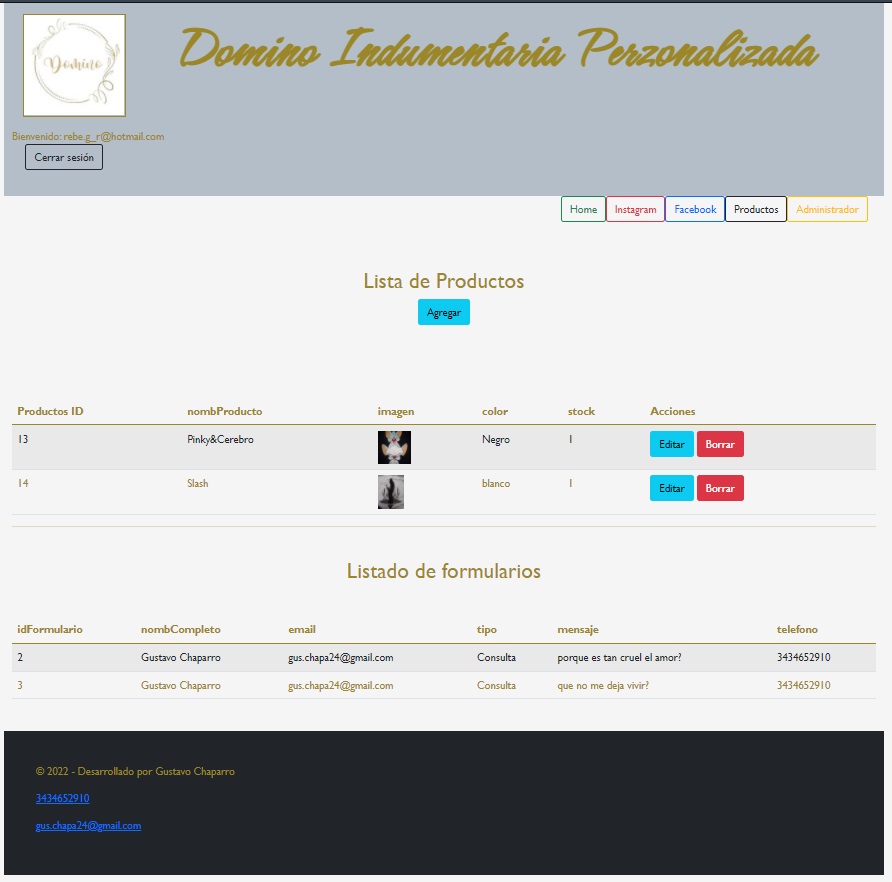 Domino
Domino Indumentaria Perzonalizada
Bienvenido: rebe.g_r@hotmail.com
Cerrar sesión
Home Instagram Facebook Productos Administrador
Lista de Productos
Agregar
Productos ID nombProducto imagen color stock Acciones
13 Pinky&Cerebro Negro 1 Editar Borrar
14 Slash blanco 1 Editar Borrar
Listado de formularios
idFormulario nombCompleto email tipo mensaje telefono
2 Gustavo Chaparro gus.chapa24@gmail.com Consulta porque es tan cruel el amor? 3434652910
3 Gustavo Chaparro gus.chapa24@gmail.com Consulta que no me deja vivir? 3434652910
© 2022 - Desarrollado por Gustavo Chaparro
3434652910
gus.chapa24@gmail.com